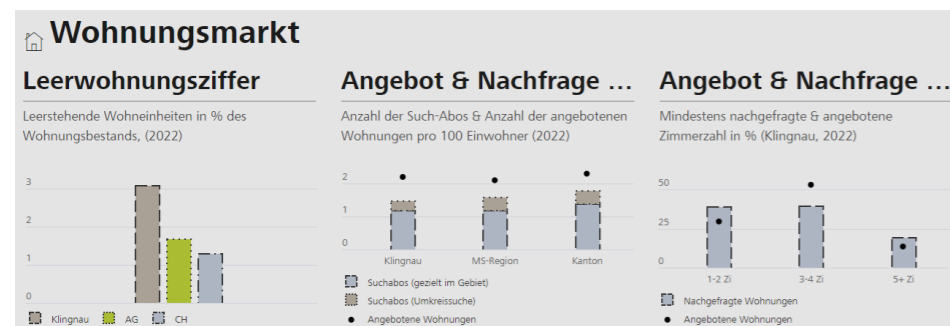 Wohnungsmarkt
Leerwohnungsziffer
Leerstehende Wohneinheiten in % des
Wohnungsbestands, (2022)
3
2
1
0
Klingnau
AG
CH
Angebot & Nachfrage ...
Anzahl der Such-Abos & Anzahl der angebotenen
Wohnungen pro 100 Einwohner (2022)
2
1
0
Klingnau
MS-Region
Kanton
Suchabos (gezielt im Gebiet)
Suchabos (Umkreissuche)
Angebotene Wohnungen
Angebot & Nachfrage ...
Mindestens nachgefragte & angebotene
Zimmerzahl in % (Klingnau, 2022)
50
25
0
1-2 Zi
3-4 Zi
5+ Zi
Nachgefragte Wohnungen
Angebotene Wohnungen